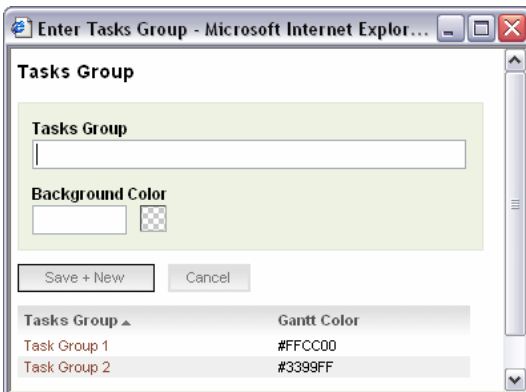 Enter Tasks Group - Microsoft Internet Explor...
Tasks Group
Tasks Group
Background Color
Save + New Cancel
Tasks Group Gantt Color
Task Group 1 #FFCC00
Task Group 2 #3399FF